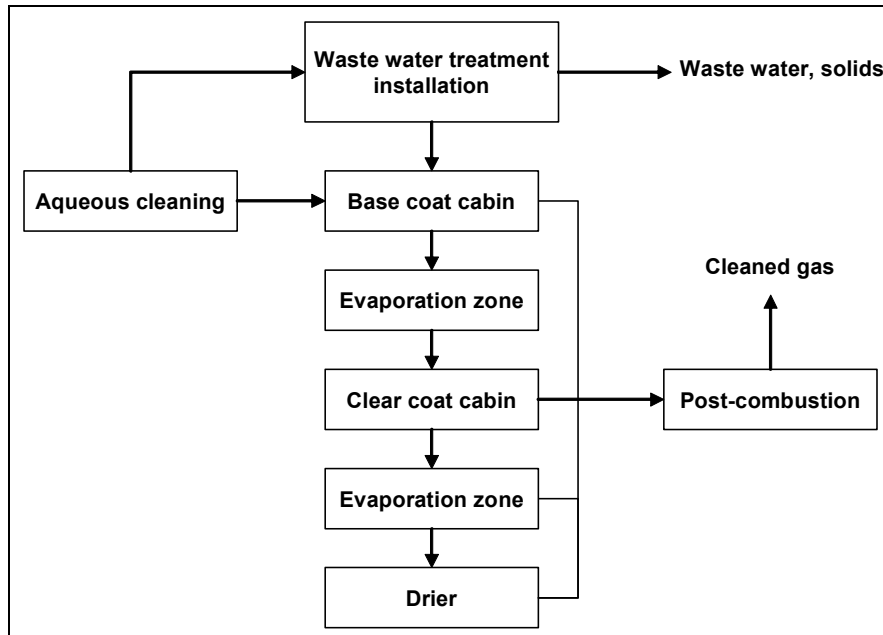 Waste water treatment
installation
Waste water, solids
Aqueous cleaning
Base coat cabin
Cleaned gas
Evaporation zone
Clear coat cabin
Post-combustion
Evaporation zone
Drier